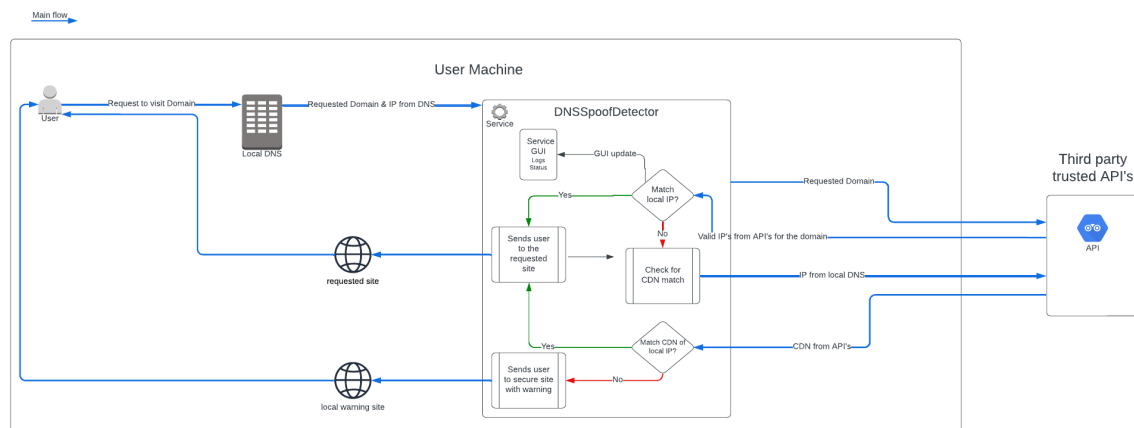 Main flow
User Machine
User
Request to visit Domain
Local DNS
Requested Domain & IP from DNS
Service
DNSSpoofDetector
Service
GUI
Logs
Status
GUI update
Match
local IP?
Yes
No
Sends user
to the
requested
site
Check for
CDN match
Requested Domain
Valid IP's from API's for the domain
IP from local DNS
CDN from API's
Third party
trusted API's
API
requested site
Match CDN of
local IP?
Yes
No
Sends user
to secure site
with warning
local warning site